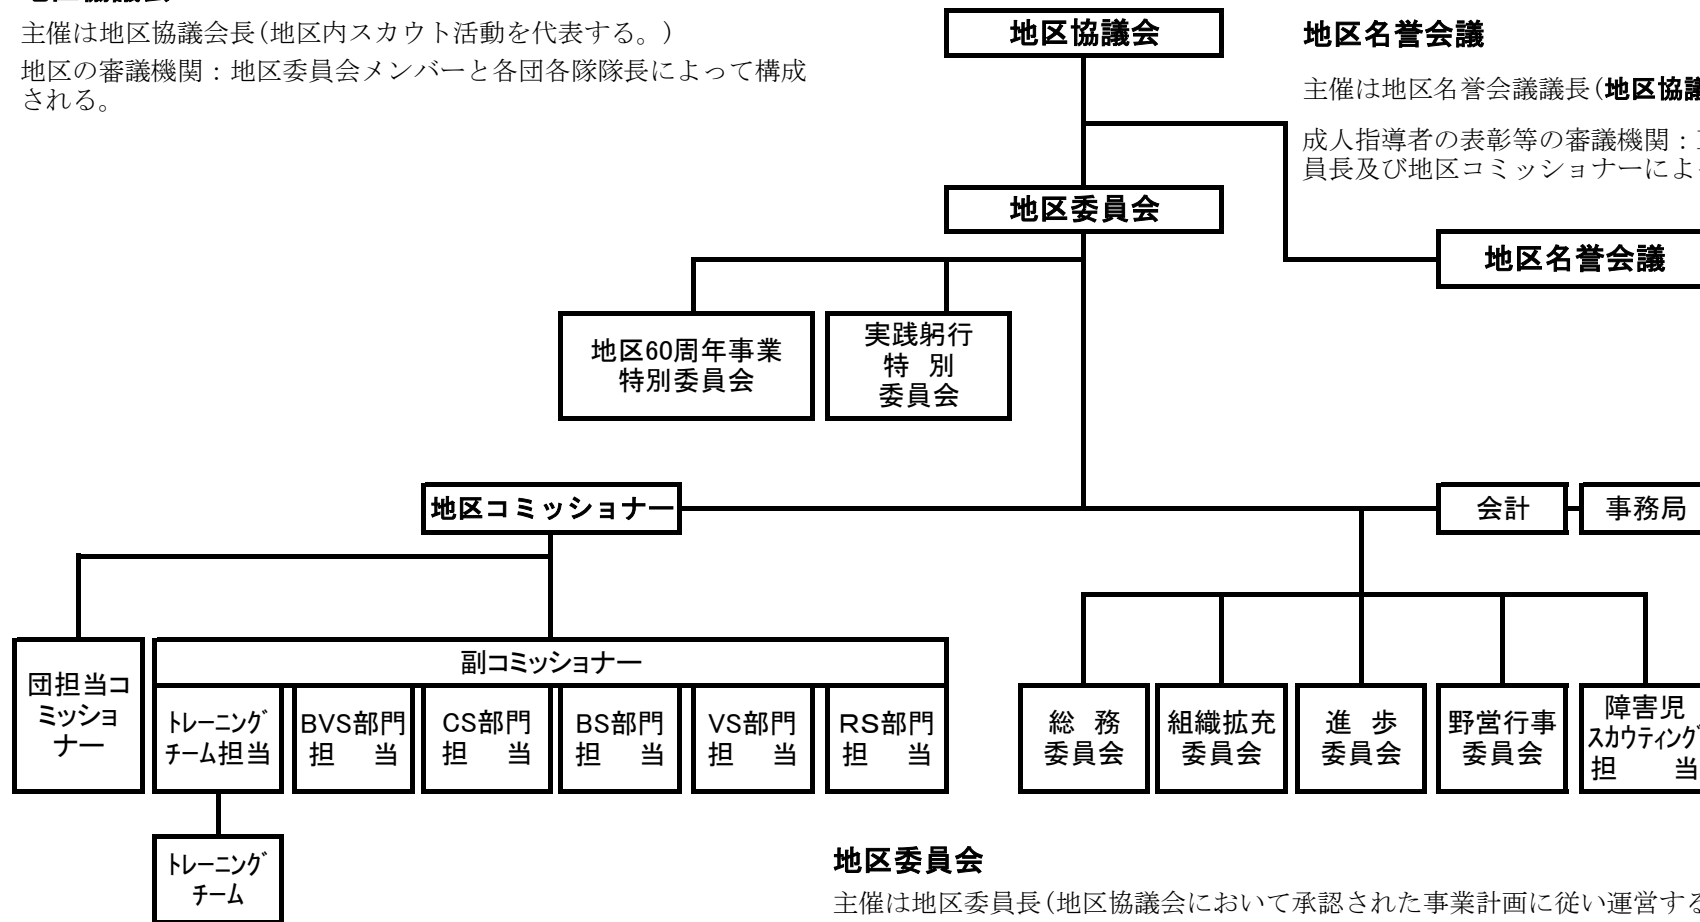 主催は地区協議会長(地区内スカウト活動を代表する。)
地区の審議機関：地区委員会メンバーと各団各隊隊長によって構成
される。
地区協議会
地区名誉会議
主催は地区名誉会議議長(地区協
成人指導者の表彰等の審議機関：
員長及び地区コミッショナーによ
地区委員会
地区名誉会議
地区60周年事業
特別委員会
実践躬行
特 別
委員会
地区コミッショナー
会計
事務局
団担当コ
ミッショ
ナー
副コミッショナー
ﾄﾚｰﾆﾝｸﾞ
ﾁｰﾑ担当
BVS部門
担 当
CS部門
担 当
BS部門
担 当
VS部門
担 当
RS部門
担 当
総 務
委員会
組織拡充
委員会
進 歩
委員会
野営行事
委員会
障害児
ｽｶｳﾃｨﾝｸﾞ
担 当
ﾄﾚｰﾆﾝｸﾞ
ﾁｰﾑ
地区委員会
主催は地区委員長(地区協議会において承認された事業計画に従い運営す